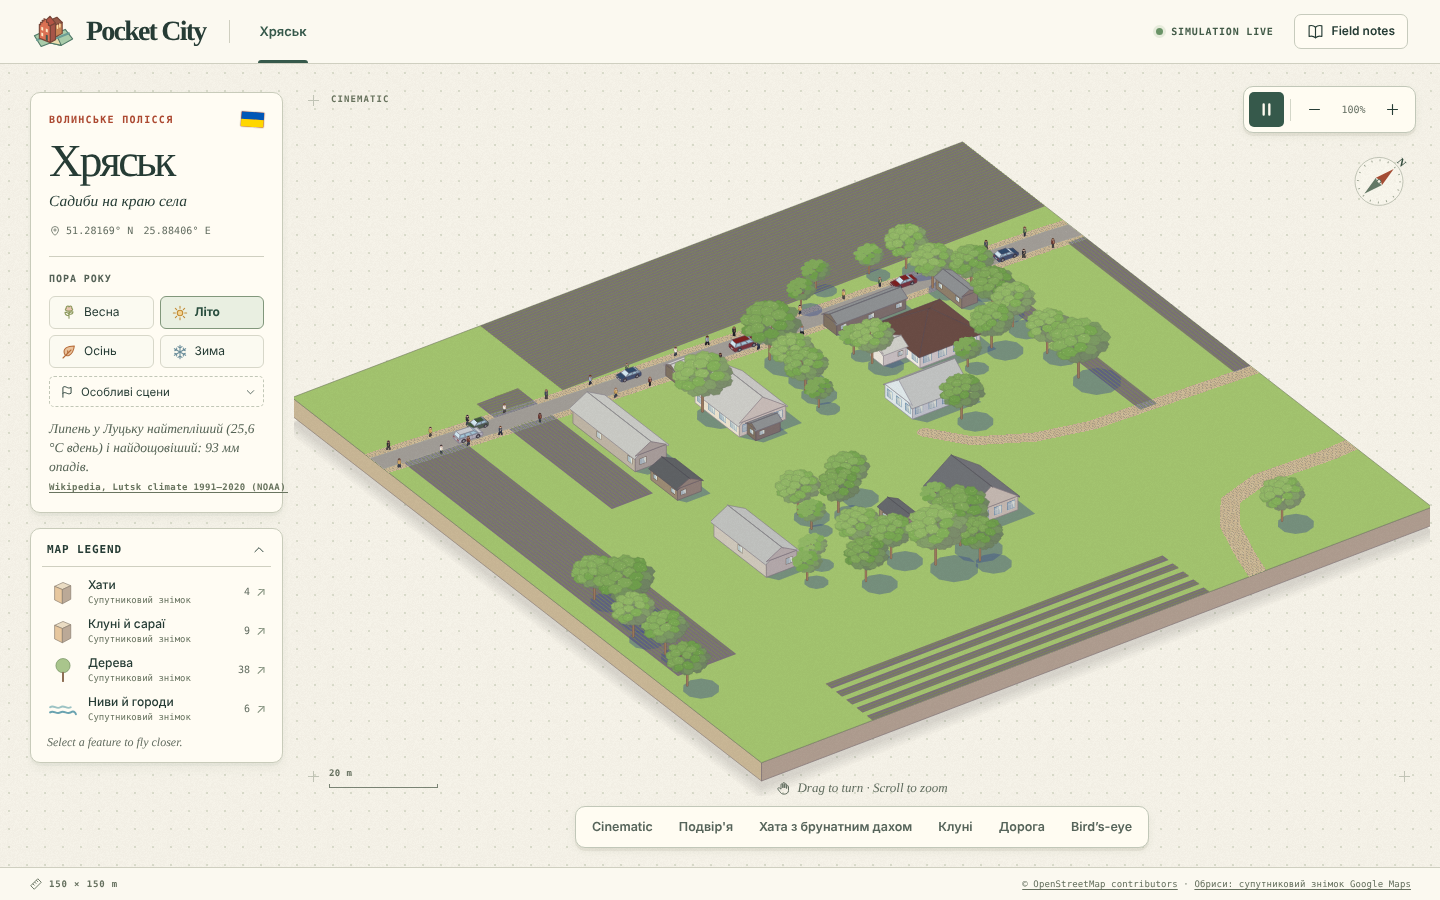 Pocket City
Хряськ
SIMULATION LIVE
Field notes
ВОЛИНСЬКЕ ПОЛІССЯ
Хряськ
Садиби на краю села
51.28169° N 25.88406° E
ПОРА РОКУ
Весна
Літо
Осінь
Зима
Особливі сцени
Липень у Луцьку найтепліший (25,6
°C вдень) і найдощовіший: 93 мм
опадів.
Wikipedia, Lutsk climate 1991–2020 (NOAA)
MAP LEGEND
Хати
Супутниковий знімок
4
Клуні й сараї
Супутниковий знімок
9
Дерева
Супутниковий знімок
38
Ниви й городи
Супутниковий знімок
6
Select a feature to fly closer.
CINEMATIC
100%
N
20 m
Drag to turn · Scroll to zoom
Cinematic
Подвір'я
Хата з брунатним дахом
Клуні
Дорога
Bird's-eye
150 × 150 m
© OpenStreetMap contributors · Обриси: супутниковий знімок Google Maps